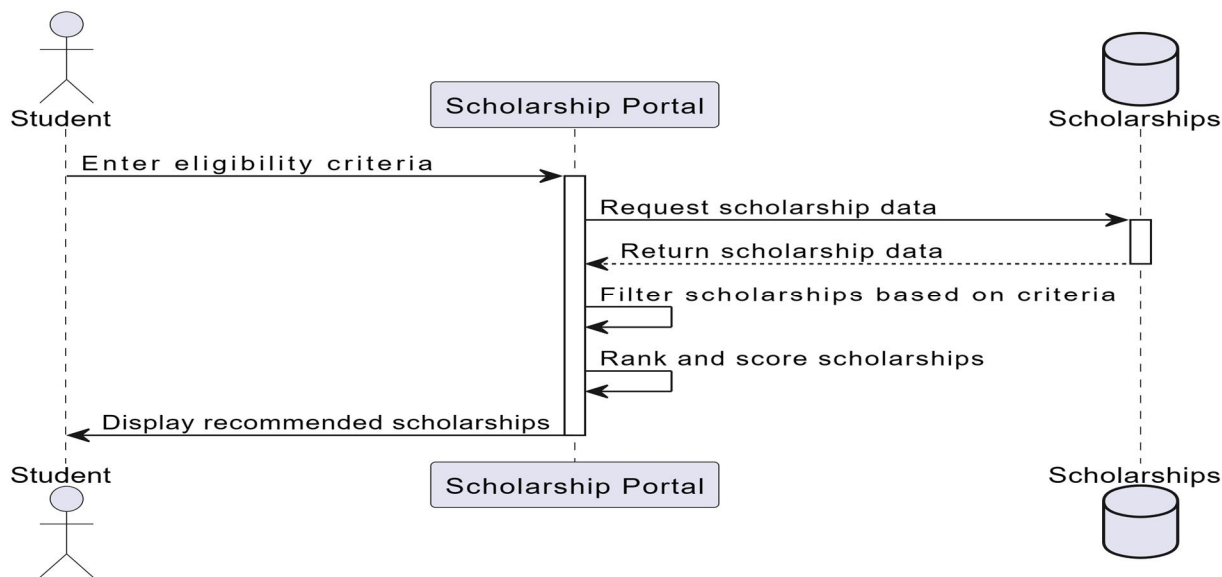 Student
Scholarship Portal
Scholarships
Enter eligibility criteria
Request scholarship data
Return scholarship data
Filter scholarships based on criteria
Rank and score scholarships
Display recommended scholarships
Student
Scholarship Portal
Scholarships